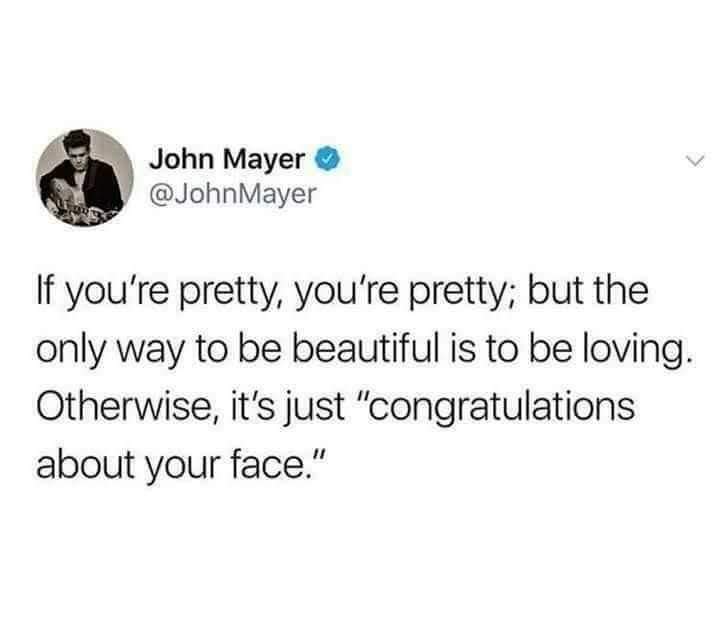 John Mayer
@JohnMayer
If you're pretty, you're pretty; but the
only way to be beautiful is to be loving.
Otherwise, it's just "congratulations
about your face."